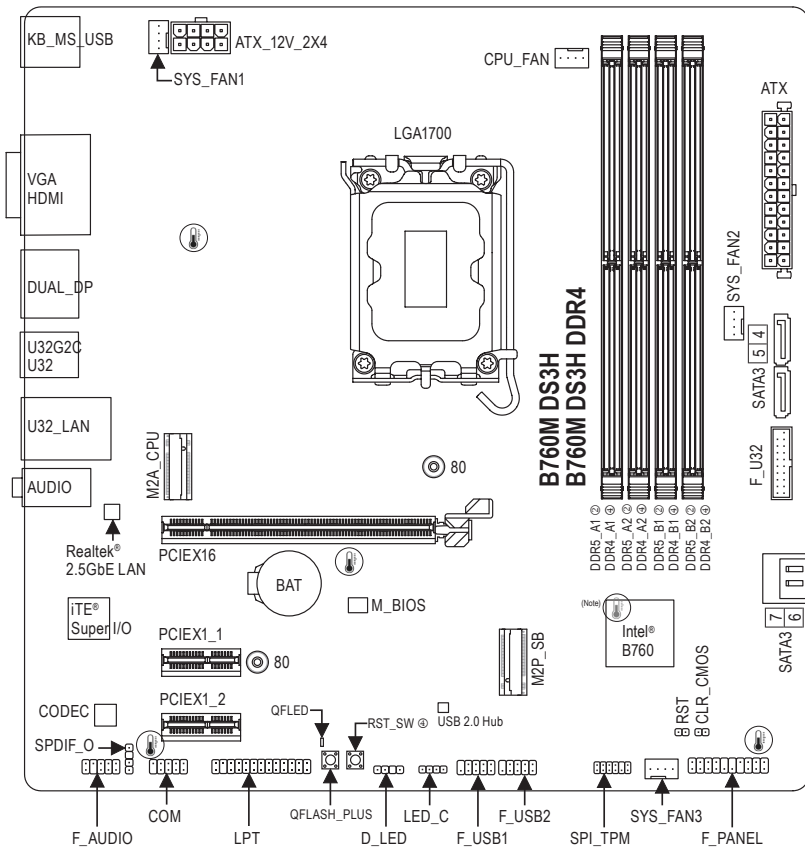 KB_MS_USB
ATX_12V_2X4
SYS_FAN1
CPU_FAN
ATX
LGA1700
VGA
HDMI
DUAL_DP
SYS_FAN2
U32G2C
U32
SATA3 5 4
U32_LAN
B760M DS3H
B760M DS3H DDR4
M2A_CPU
80
F_U32
AUDIO
DDR5_A1 ②
DDR4_A1 ④
DDR5_A2 ②
DDR4_A2 ④
DDR5_B1 ②
DDR4_B1 ④
DDR5_B2 ②
DDR4_B2 ④
Realtek®
2.5GbE LAN
PCIEX16
BAT
M_BIOS
iTE®
Super I/O
(Note)
Intel®
B760
SATA3 7 6
PCIEX1_1
80
M2P_SB
CODEC
PCIEX1_2
QFLED
RST_SW ④
USB 2.0 Hub
RST
CLR_CMOS
SPDIF_O
F_AUDIO
COM
LPT
QFLASH_PLUS
D_LED
LED_C
F_USB1
F_USB2
SPI_TPM
SYS_FAN3
F_PANEL